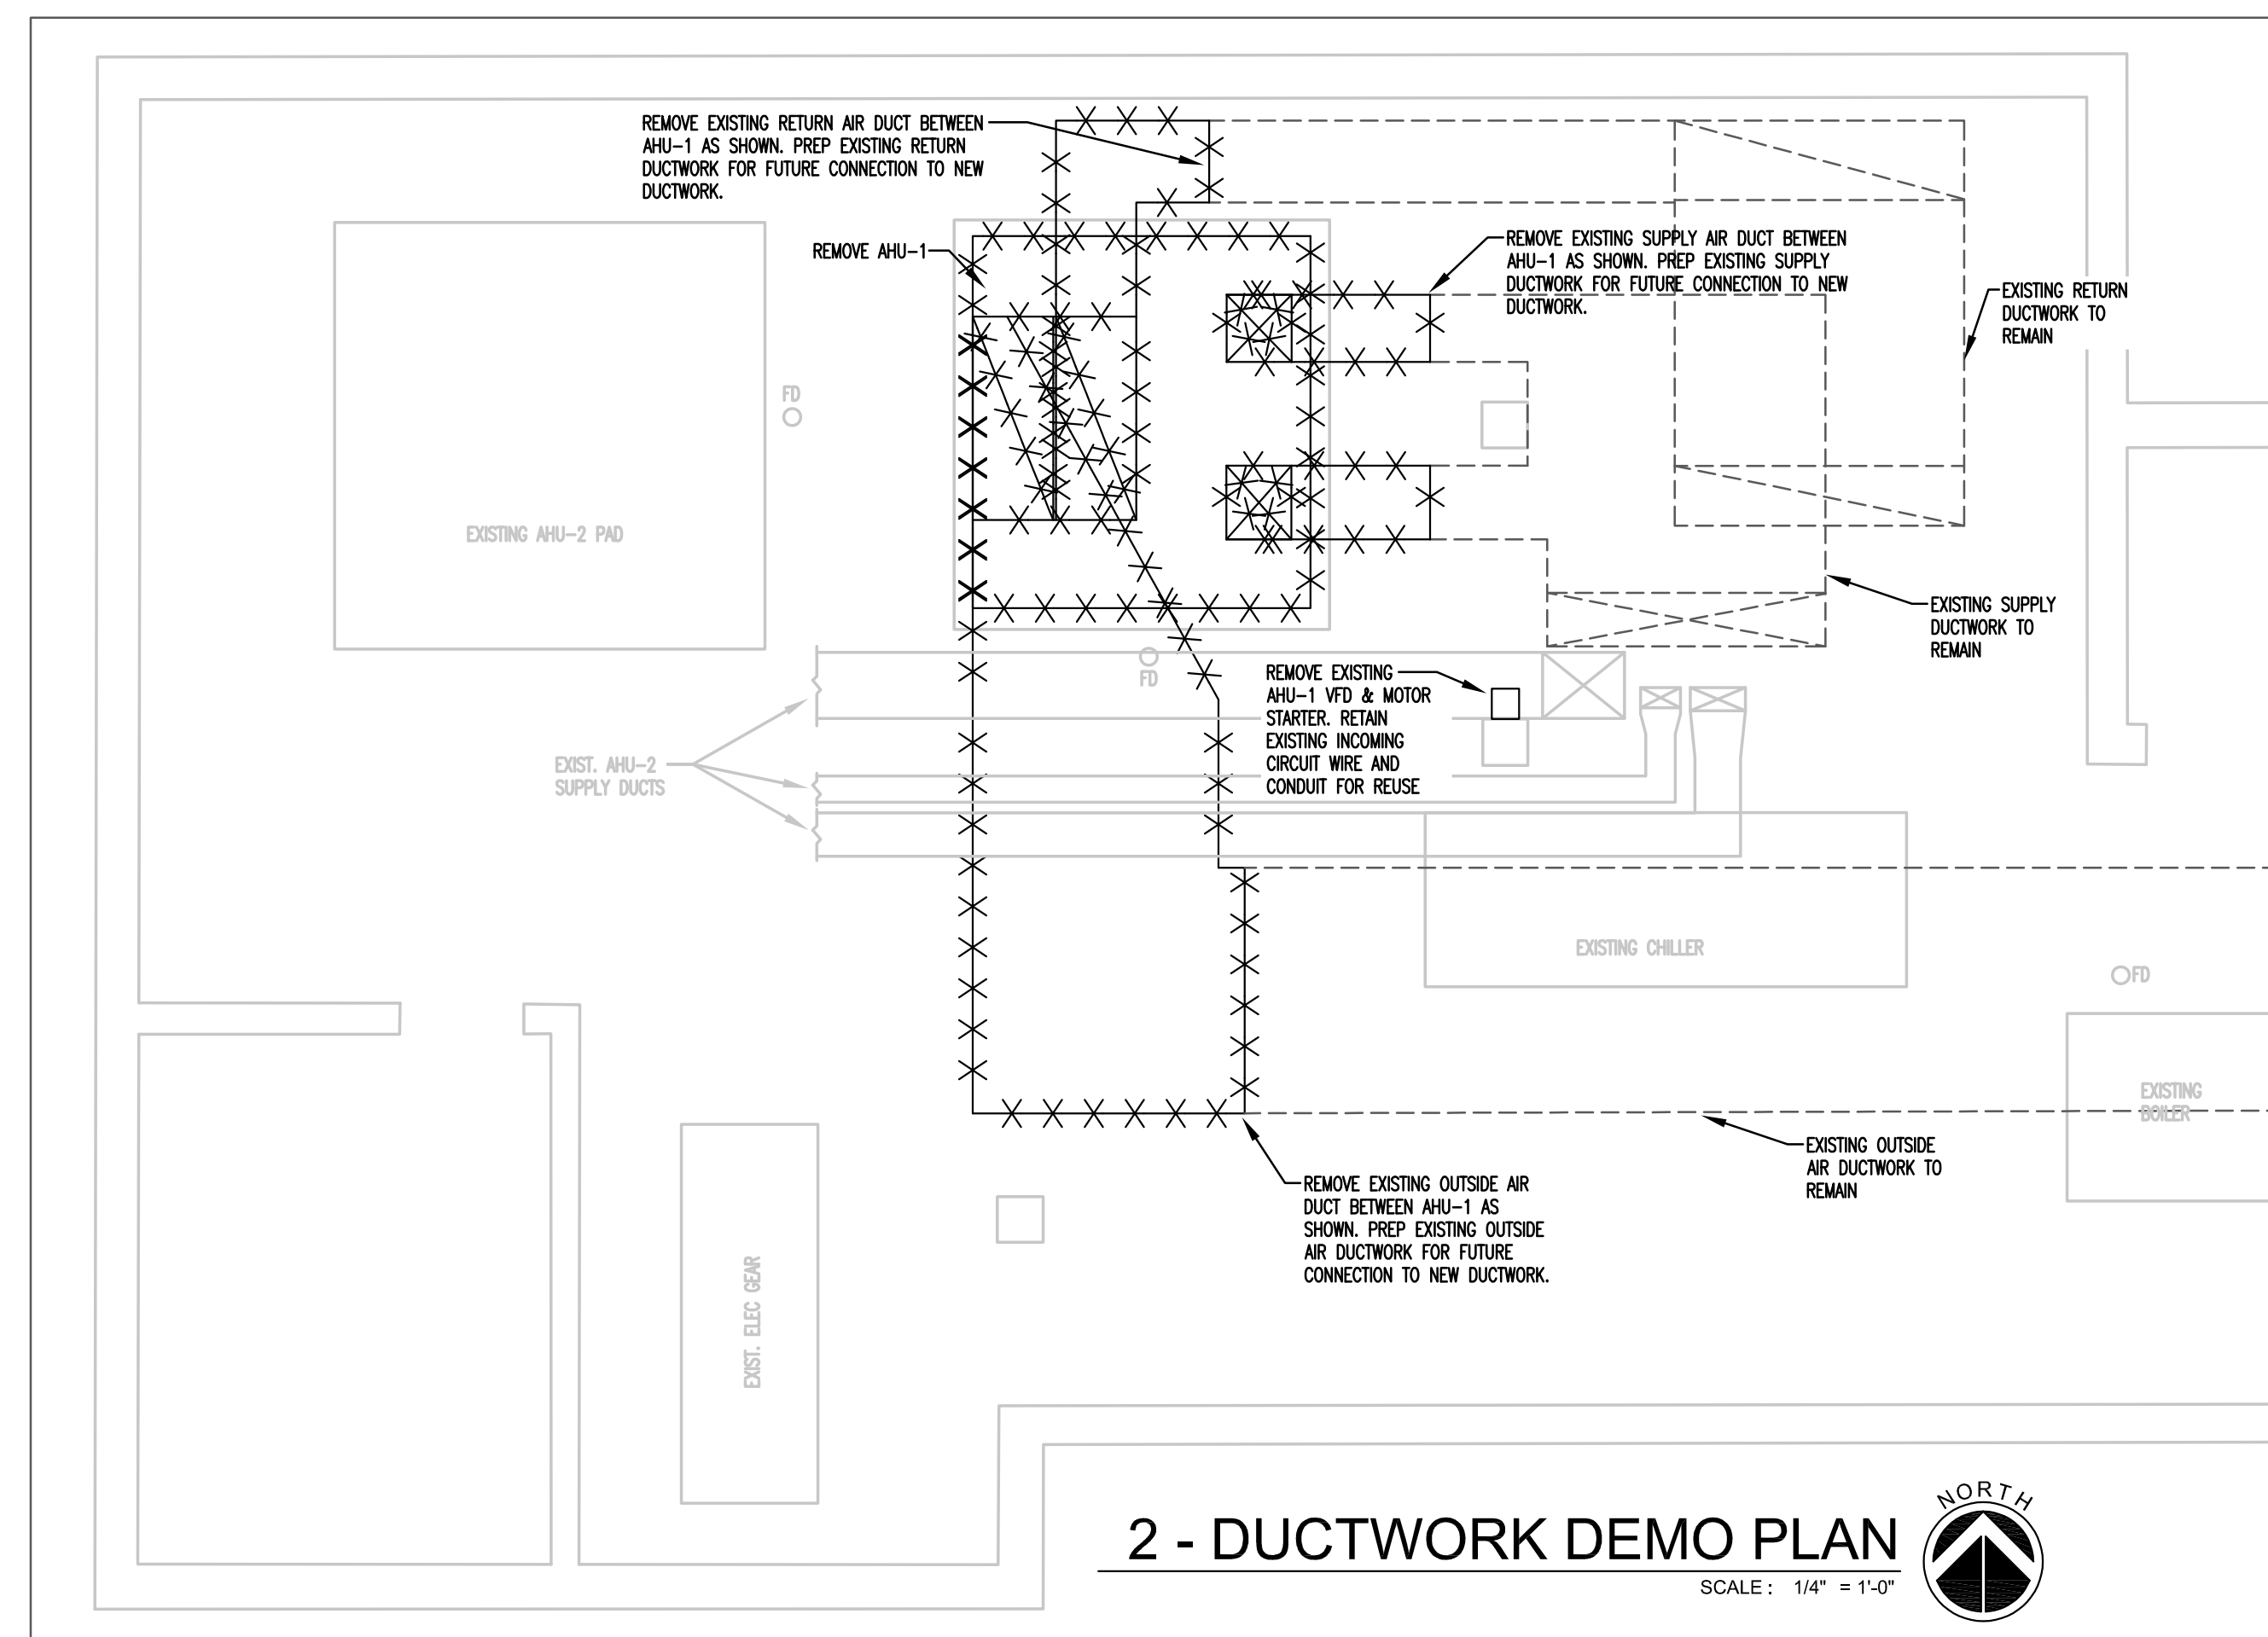 REMOVE EXISTING RETURN AIR DUCT BETWEEN
AHU-1 AS SHOWN. PREP EXISTING RETURN
DUCTWORK FOR FUTURE CONNECTION TO NEW
DUCTWORK.
REMOVE AHU-1
REMOVE EXISTING SUPPLY AIR DUCT BETWEEN
AHU-1 AS SHOWN. PREP EXISTING SUPPLY
DUCTWORK FOR FUTURE CONNECTION TO NEW
DUCTWORK.
EXISTING RETURN
DUCTWORK TO
REMAIN
FD
EXISTING AHU-2 PAD
EXISTING SUPPLY
DUCTWORK TO
REMAIN
FD
REMOVE EXISTING
AHU-1 VFD & MOTOR
STARTER. RETAIN
EXISTING INCOMING
CIRCUIT WIRE AND
CONDUIT FOR REUSE
EXIST. AHU-2
SUPPLY DUCTS
EXISTING CHILLER
FD
EXISTING
BOILER
EXISTING OUTSIDE
AIR DUCTWORK TO
REMAIN
REMOVE EXISTING OUTSIDE AIR
DUCT BETWEEN AHU-1 AS
SHOWN. PREP EXISTING OUTSIDE
AIR DUCTWORK FOR FUTURE
CONNECTION TO NEW DUCTWORK.
EXIST. ELEC GEAR
2 - DUCTWORK DEMO PLAN
SCALE : 1/4" = 1'-0"
NORTH